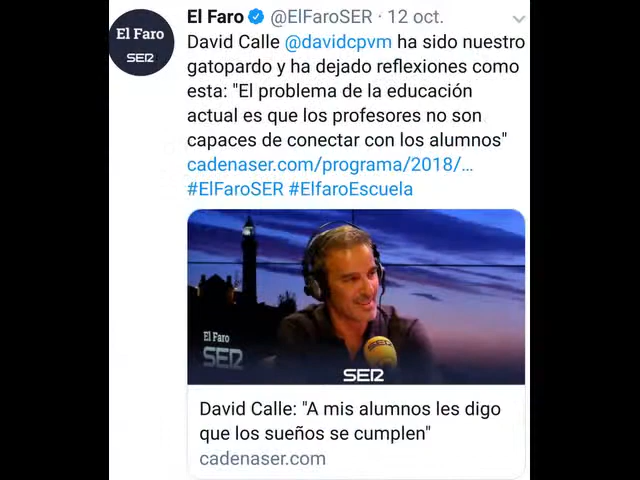 El Faro @ElFaroSER · 12 oct.
David Calle @davidcpvm ha sido nuestro
gatopardo y ha dejado reflexiones como
esta: "El problema de la educación
actual es que los profesores no son
capaces de conectar con los alumnos"
cadenaser.com/programa/2018/…
#ElFaroSER #ElfaroEscuela
El Faro
SER
El Faro
SER
SER
SER
David Calle: "A mis alumnos les digo
que los sueños se cumplen"
cadenaser.com